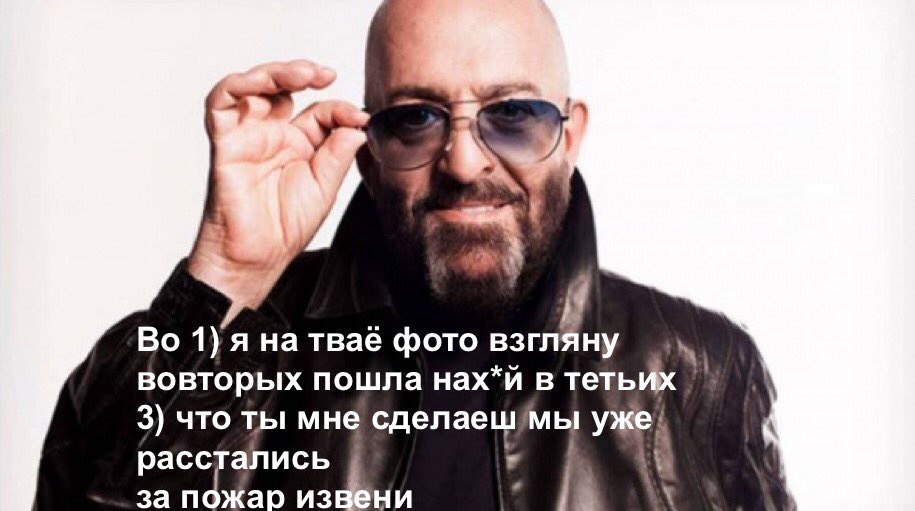 Во 1) я на тваё фото взгляну
вовторых пошла нах*й в тетьих
3) что ты мне сделаеш мы уже
расстались
за пожар извени